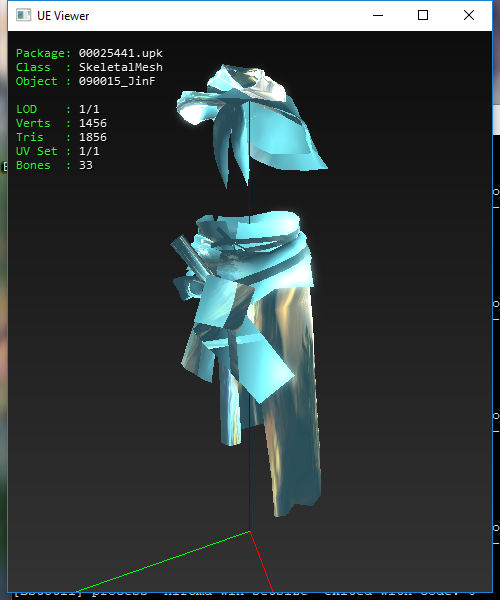 UE Viewer
Package: 00025441.upk
Class : SkeletalMesh
Object : 090015_JinF
LOD : 1/1
Verts : 1456
Tris : 1856
UV Set : 1/1
Bones : 33